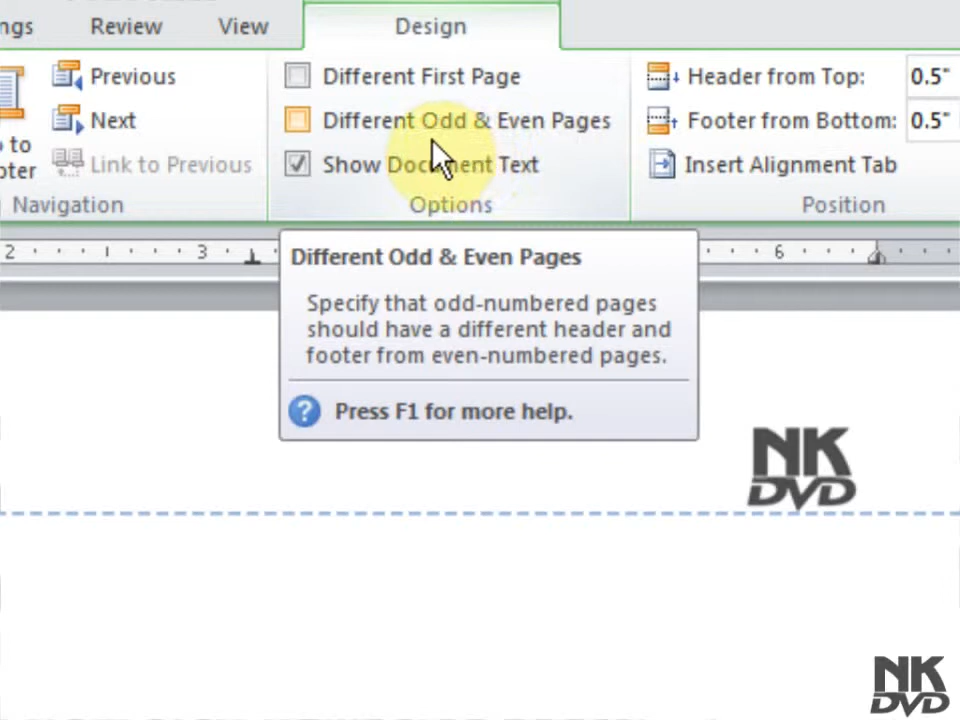 ngs Review View Design
Previous
Next
to
oter
Link to Previous
Navigation
Different First Page
Different Odd & Even Pages
Show Document Text
Options
Header from Top: 0.5"
Footer from Bottom: 0.5"
Insert Alignment Tab
Position
2 1 3 6
Different Odd & Even Pages
Specify that odd-numbered pages
should have a different header and
footer from even-numbered pages.
Press F1 for more help.
NK
DVD
NK
DVD